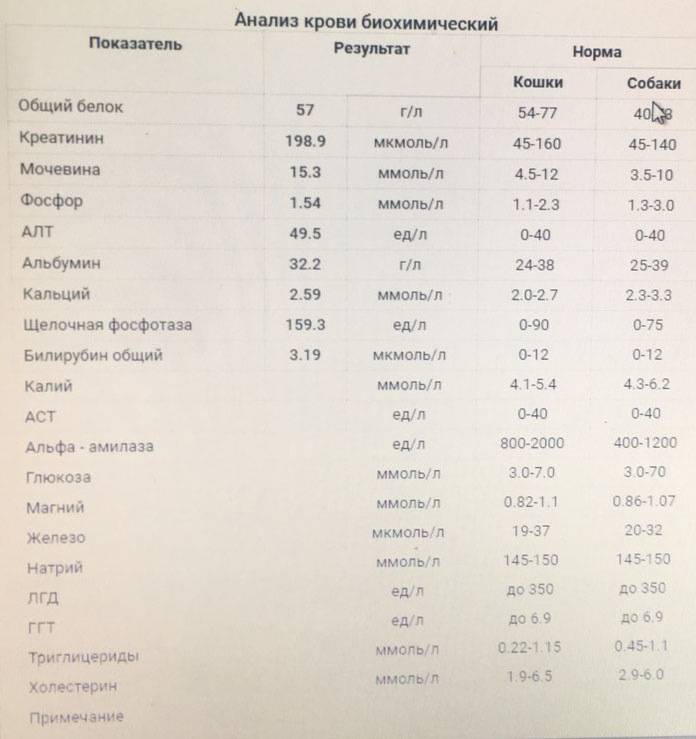 Анализ крови биохимический
Показатель Результат Норма
Кошки Собаки
Общий белок 57 г/л 54-77
Креатинин 198.9 мкмоль/л 45-160 45-140
Мочевина 15.3 ммоль/л 4.5-12 3.5-10
Фосфор 1.54 ммоль/л 1.1-2.3 1.3-3.0
АЛТ 49.5 ед/л 0-40 0-40
Альбумин 32.2 г/л 24-38 25-39
Кальций 2.59 ммоль/л 2.0-2.7 2.3-3.3
Щелочная фосфотаза 159.3 ед/л 0-90 0-75
Билирубин общий 3.19 мкмоль/л 0-12 0-12
Калий ммоль/л 4.1-5.4 4.3-6.2
АСТ ед/л 0-40 0-40
Альфа - амилаза ед/л 800-2000 400-1200
Глюкоза ммоль/л 3.0-7.0 3.0-70
Магний ммоль/л 0.82-1.1 0.86-1.07
Железо мкмоль/л 19-37 20-32
Натрий ммоль/л 145-150 145-150
ЛГД ед/л до 350 до 350
ГГТ ед/л до 6.9 до 6.9
Триглицериды ммоль/л 0.22-1.15 0.45-1.1
Холестерин ммоль/л 1.9-6.5 2.9-6.0
Примечание